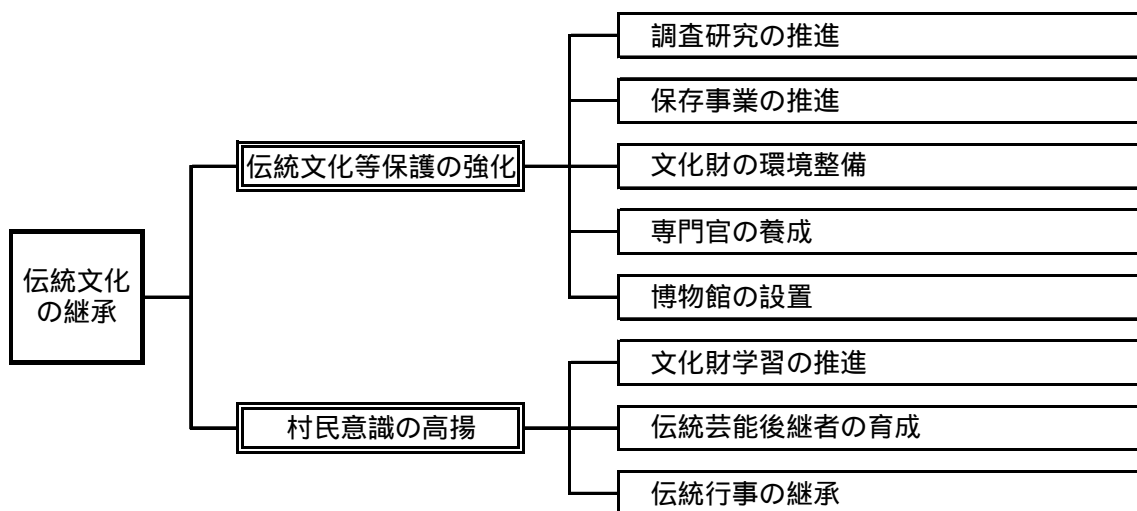 伝統文化
の継承
伝統文化等保護の強化
調査研究の推進
保存事業の推進
文化財の環境整備
専門官の養成
博物館の設置
村民意識の高揚
文化財学習の推進
伝統芸能後継者の育成
伝統行事の継承